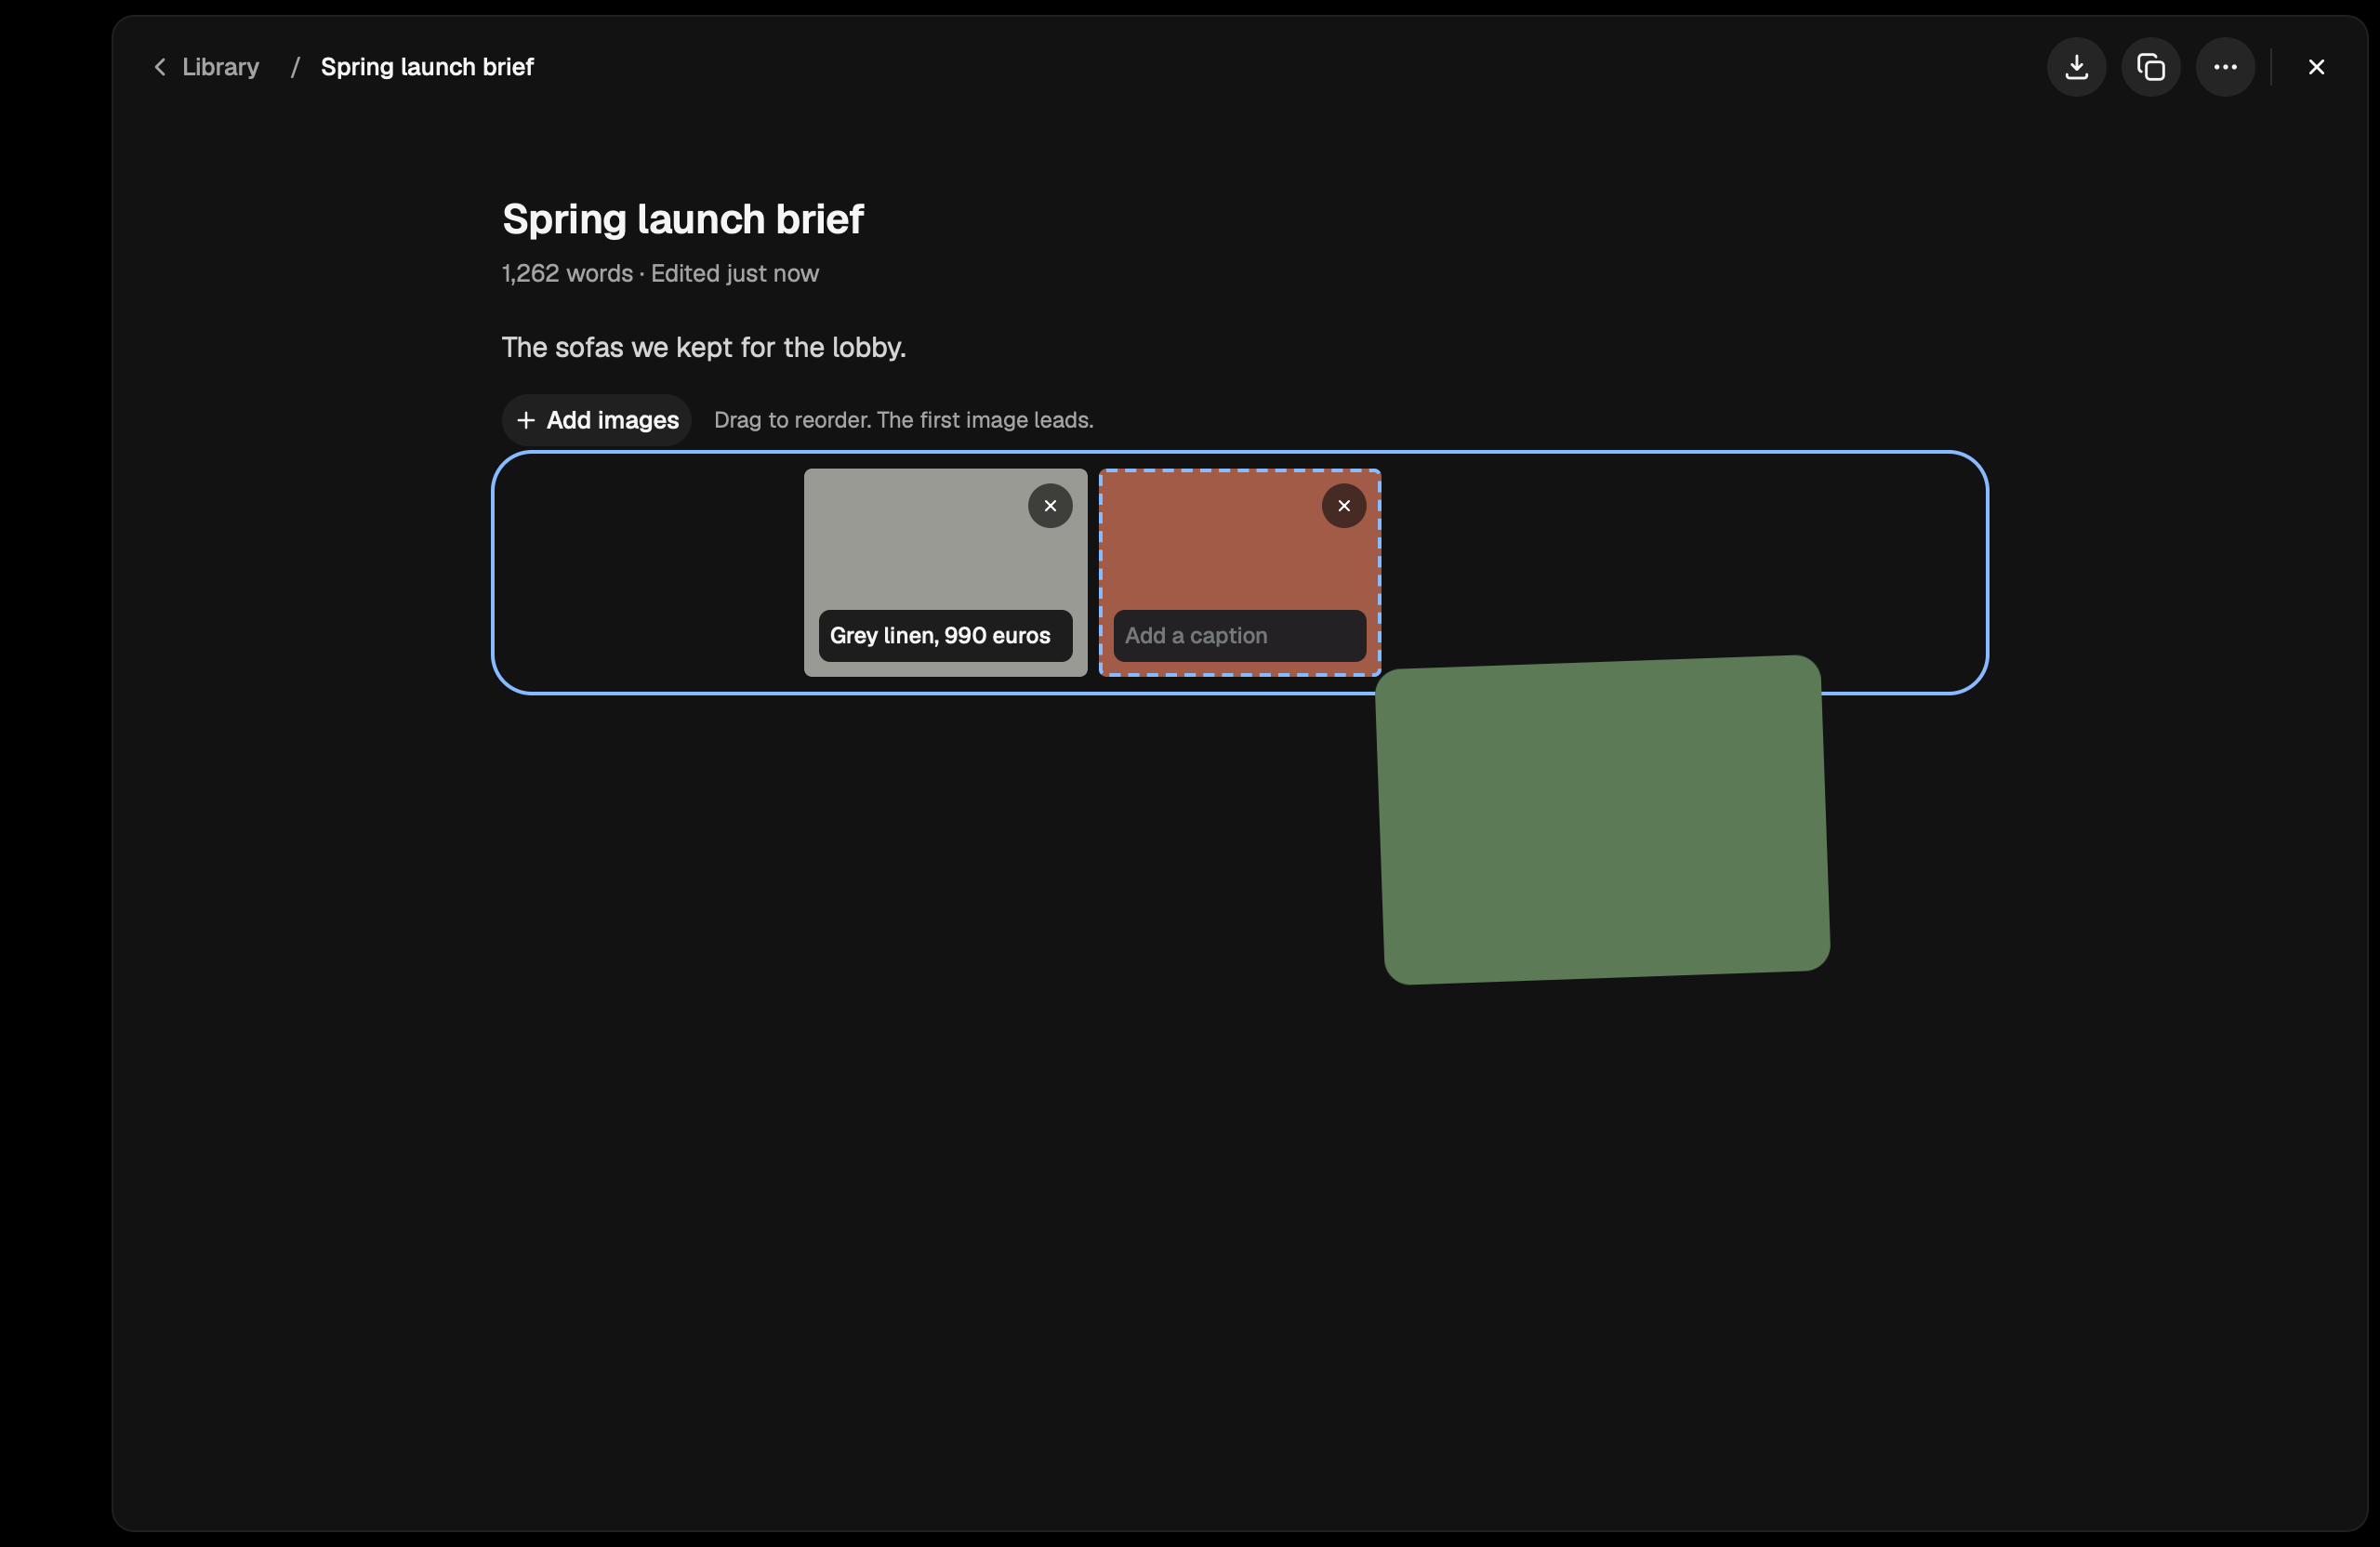 Library / Spring launch brief
Spring launch brief
1,262 words · Edited just now
The sofas we kept for the lobby.
Add images Drag to reorder. The first image leads.
Grey linen, 990 euros
Add a caption